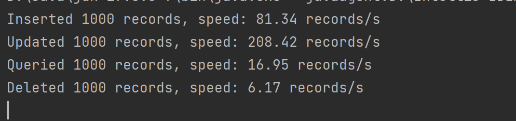 Inserted 1000 records, speed: 81.34 records/s
Updated 1000 records, speed: 208.42 records/s
Queried 1000 records, speed: 16.95 records/s
Deleted 1000 records, speed: 6.17 records/s